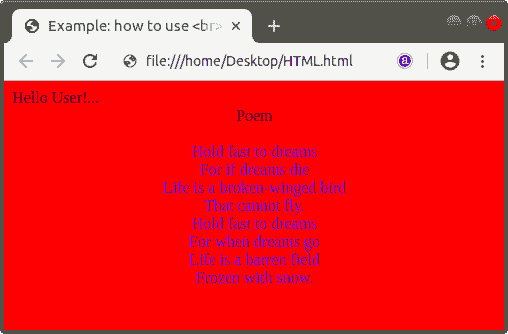 Example: how to use <br>
file:///home/Desktop/HTML.html
a
Hello User!...
Poem
Hold fast to dreams
For if dreams die
Life is a broken-winged bird
That cannot fly.
Hold fast to dreams
For when dreams go
Life is a barren field
Frozen with snow.